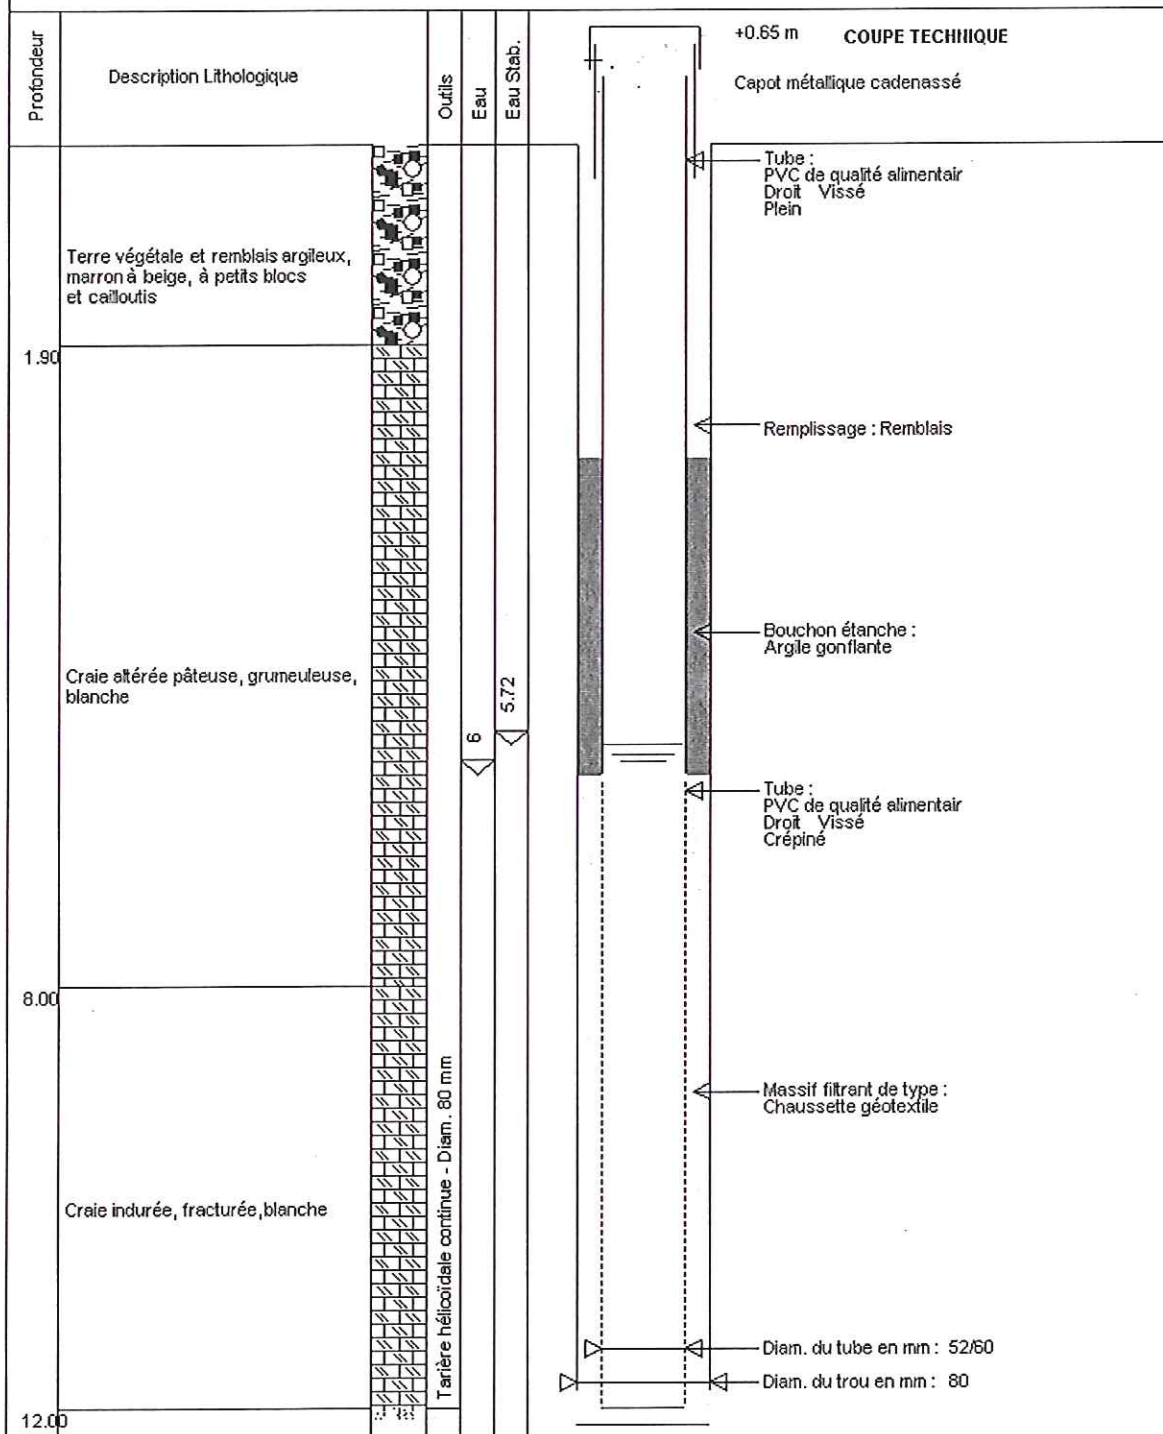 Profondeur
Description Lithologique
Outils
Eau
Eau Stab.
+0.65 m
COUPE TECHNIQUE
Capot métallique cadenassé
Tube :
PVC de qualité alimentair
Droit Vissé
Plein
Terre végétale et remblais argileux,
marron à beige, à petits blocs
et cailloutis
1.90
Remplissage : Remblais
Bouchon étanche :
Argile gonflante
Craie altérée pâteuse, grumeuleuse,
blanche
5.72
6
Tube :
PVC de qualité alimentair
Droit Vissé
Crépiné
8.00
Massif filtrant de type :
Chaussette géotextile
Craie indurée, fracturée,blanche
Tarière hélicoïdale continue - Diam. 80 mm
Diam. du tube en mm : 52/60
Diam. du trou en mm : 80
12.00